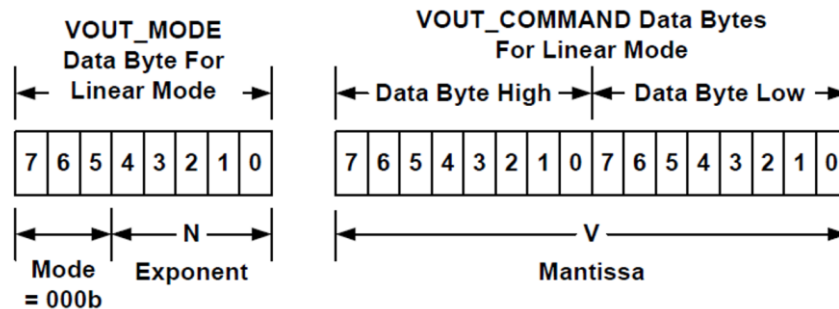 VOUT_MODE
Data Byte For
Linear Mode
VOUT_COMMAND Data Bytes
For Linear Mode
Data Byte High
Data Byte Low
7 6 5 4 3 2 1 0
7 6 5 4 3 2 1 0 7 6 5 4 3 2 1 0
N
V
Mode
= 000b
Exponent
Mantissa